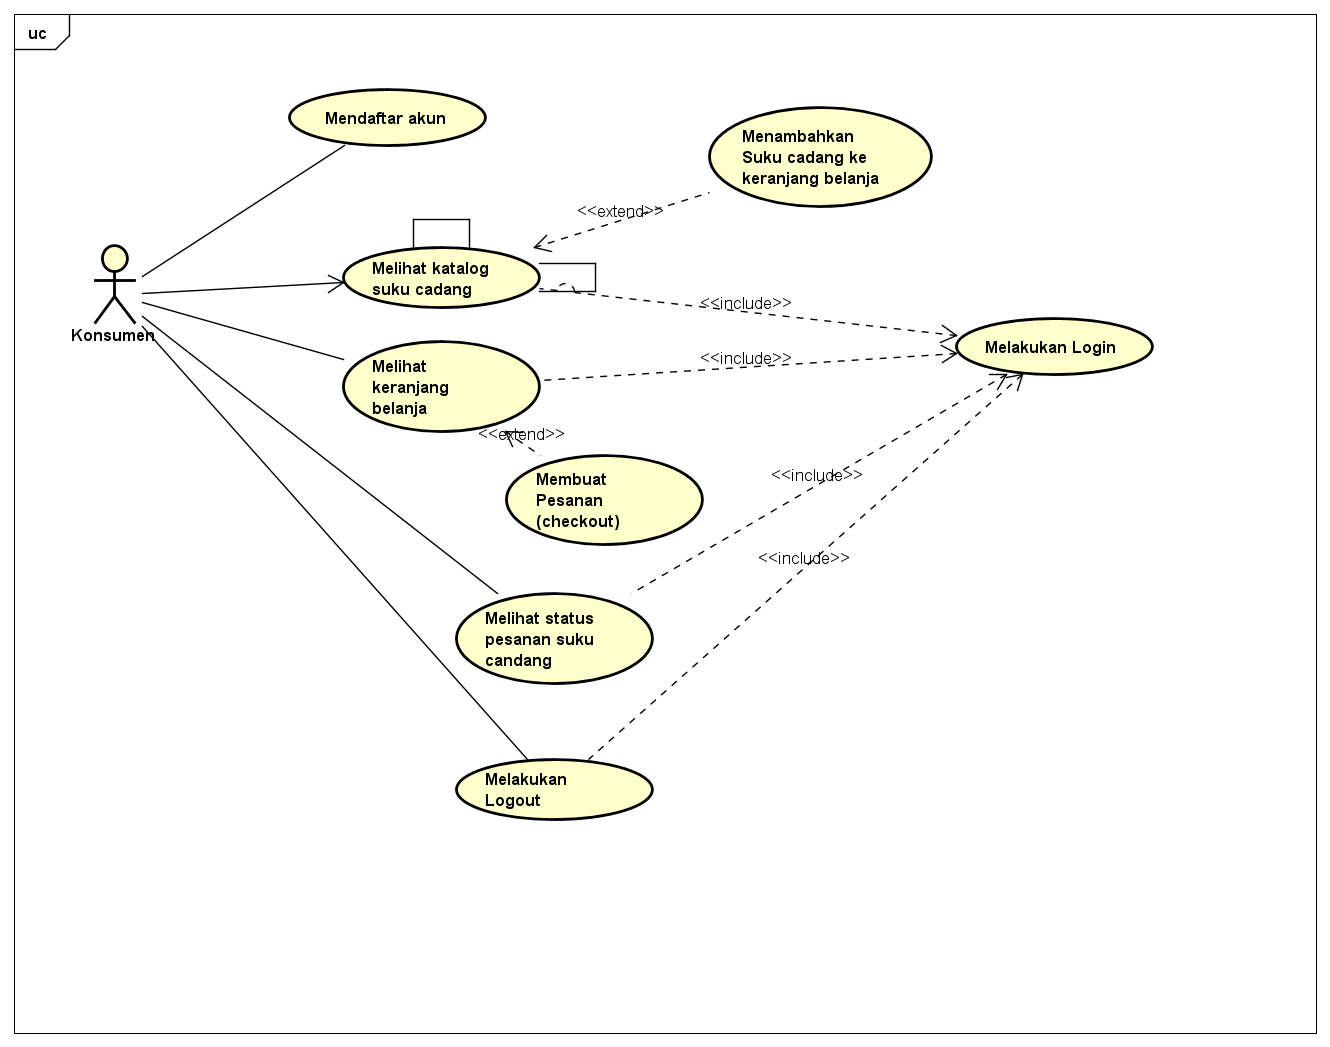 uc
Mendaftar akun
Menambahkan
Suku cadang ke
keranjang belanja
<<extend>>
Melihat katalog
suku cadang
<<include>>
Konsumen
Melakukan Login
<<include>>
Melihat
keranjang
belanja
<<extend>>
Membuat
Pesanan
(checkout)
<<include>>
<<include>>
Melihat status
pesanan suku
candang
Melakukan
Logout